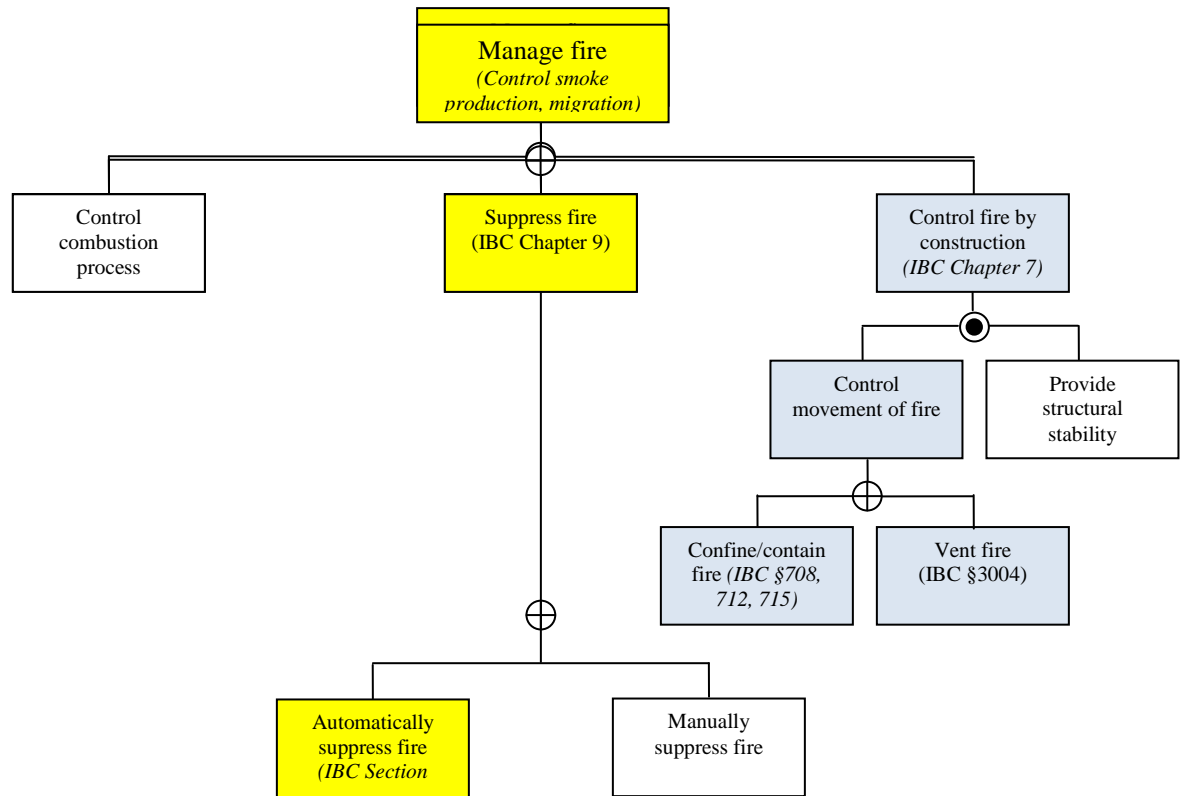 Manage fire
(Control smoke
production, migration)
Control
combustion
process
Suppress fire
(IBC Chapter 9)
Control fire by
construction
(IBC Chapter 7)
Control
movement of fire
Provide
structural
stability
Confine/contain
fire (IBC §708,
712, 715)
Vent fire
(IBC §3004)
Automatically
suppress fire
(IBC Section
Manually
suppress fire